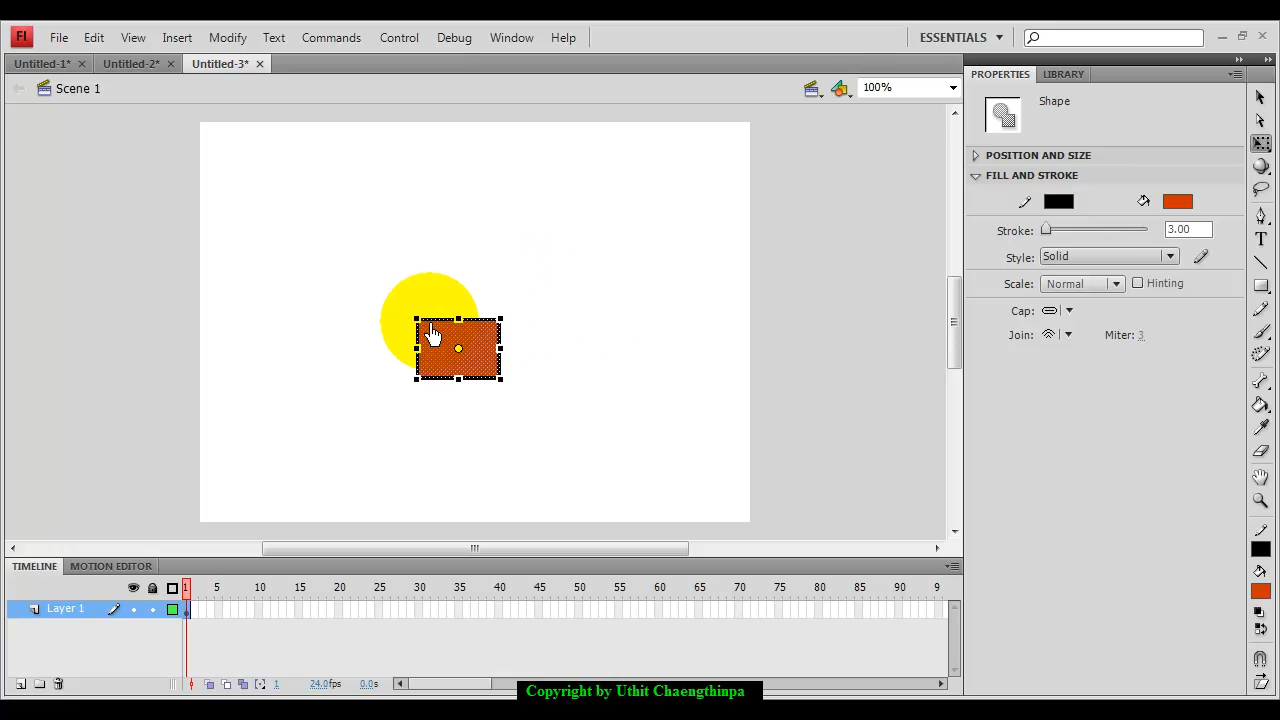 Fl File Edit View Insert Text Commands Control Debug Window Help ESSENTIALS
Untitled-1* Untitled-2* Untitled-3*
Scene 1 100%
PROPERTIES LIBRARY
Shape
POSITION AND SIZE
FILL AND STROKE
Stroke: 3.00
Style: Solid
Scale: Normal Hinting
Cap:
Join: Miter: 3
TIMELINE MOTION EDITOR
1 5 10 15 20 25 30 35 40 45 50 55 60 65 70 75 80 85 90 9
Layer 1
1 24.0fps 0.0s
Copyright by Uthit Chaengthinpa